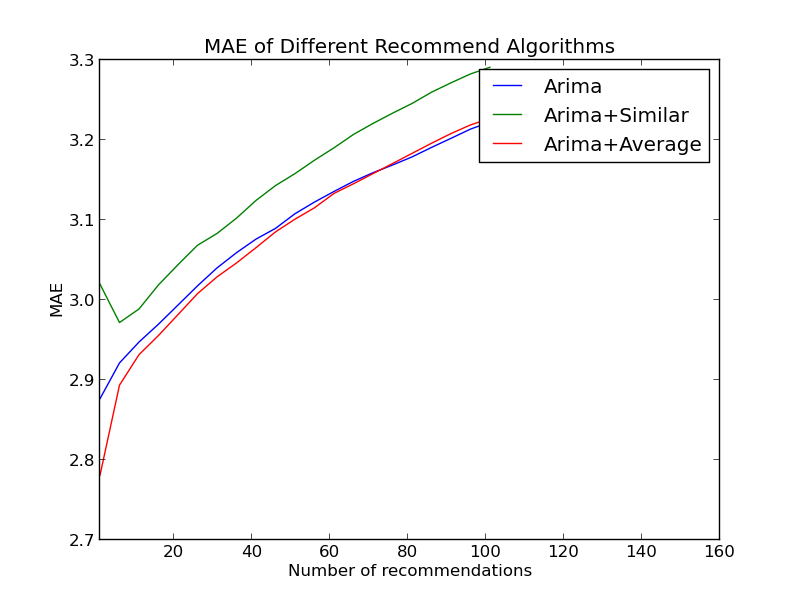 MAE of Different Recommend Algorithms
3.3
3.2
3.1
3.0
2.9
2.8
2.7
MAE
Arima
Arima+Similar
Arima+Average
20 40 60 80 100 120 140 160
Number of recommendations